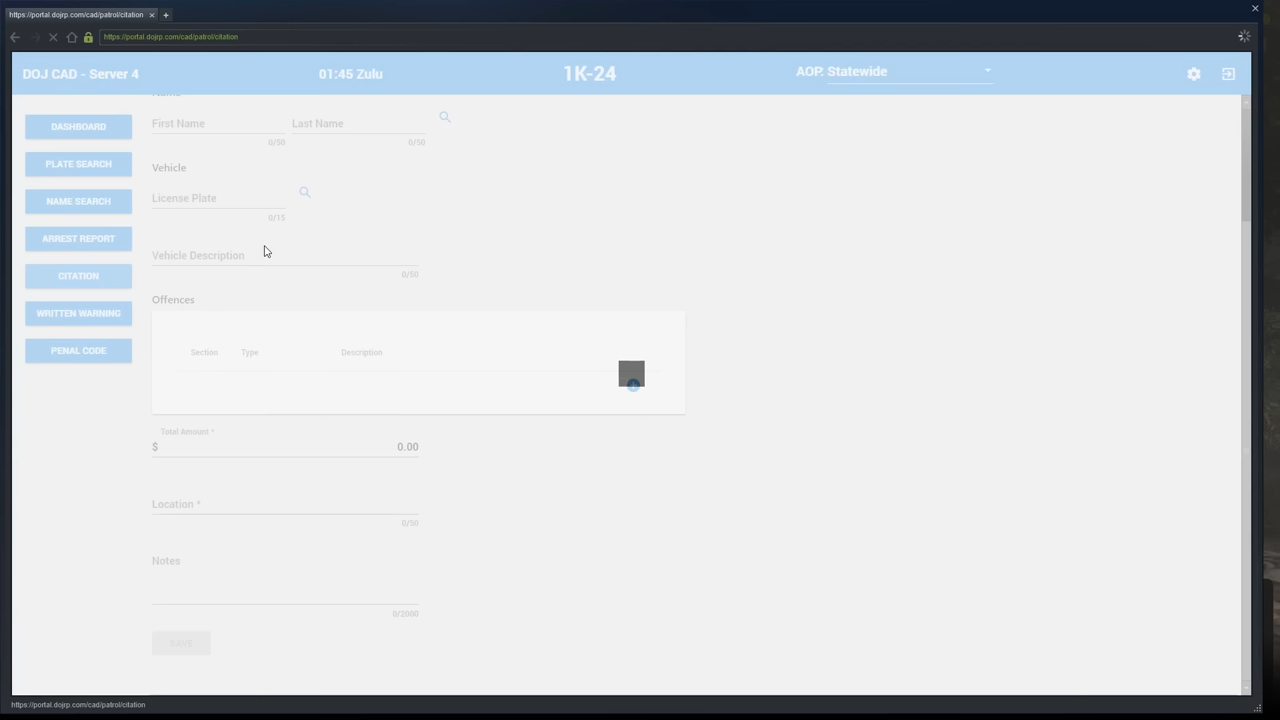 https://portal.dojrp.com/cad/patrol/citation
https://portal.dojrp.com/cad/patrol/citation
DOJ CAD - Server 4
01:45 Zulu
1K-24
AOP: Statewide
Name
DASHBOARD
PLATE SEARCH
NAME SEARCH
ARREST REPORT
CITATION
WRITTEN WARNING
PENAL CODE
First Name
Last Name
0/50
0/50
Vehicle
License Plate
0/15
Vehicle Description
0/50
Offences
Section Type Description
Total Amount *
$ 0.00
Location *
0/50
Notes
0/2000
SAVE
https://portal.dojrp.com/cad/patrol/citation